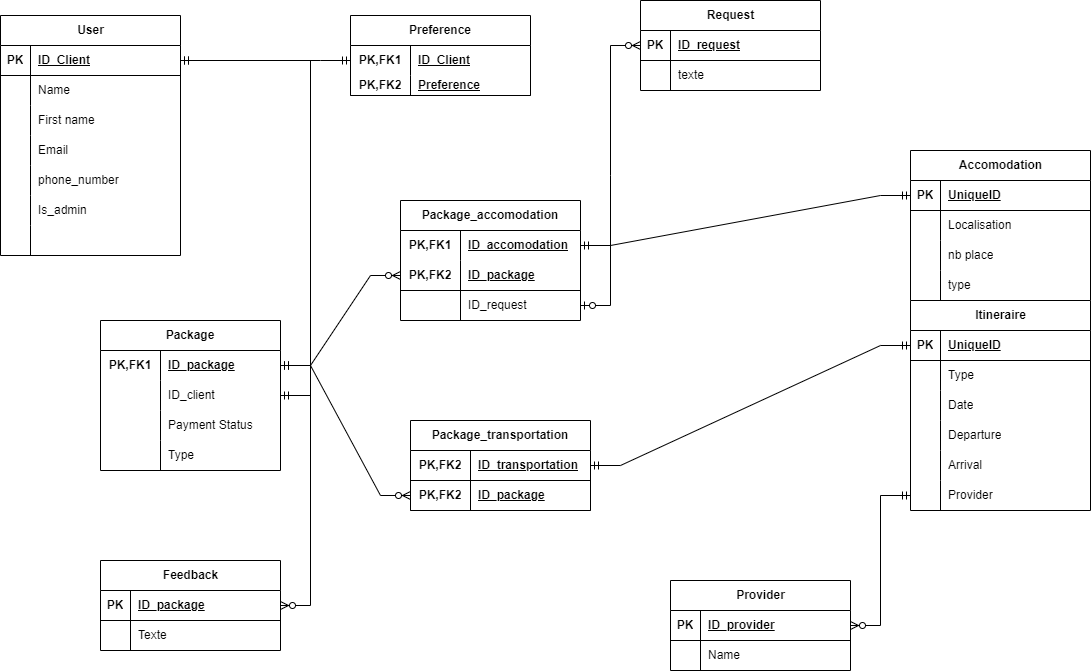 User
PK ID_Client
Name
First name
Email
phone_number
Is_admin
Preference
PK,FK1 ID_Client
PK,FK2 Preference
Request
PK ID_request
texte
Accomodation
PK UniqueID
Localisation
nb place
type
Itineraire
PK UniqueID
Type
Date
Departure
Arrival
Provider
Package_accomodation
PK,FK1 ID_accomodation
PK,FK2 ID_package
ID_request
Package
PK,FK1 ID_package
ID_client
Payment Status
Type
Package_transportation
PK,FK2 ID_transportation
PK,FK2 ID_package
Feedback
PK ID_package
Texte
Provider
PK ID_provider
Name